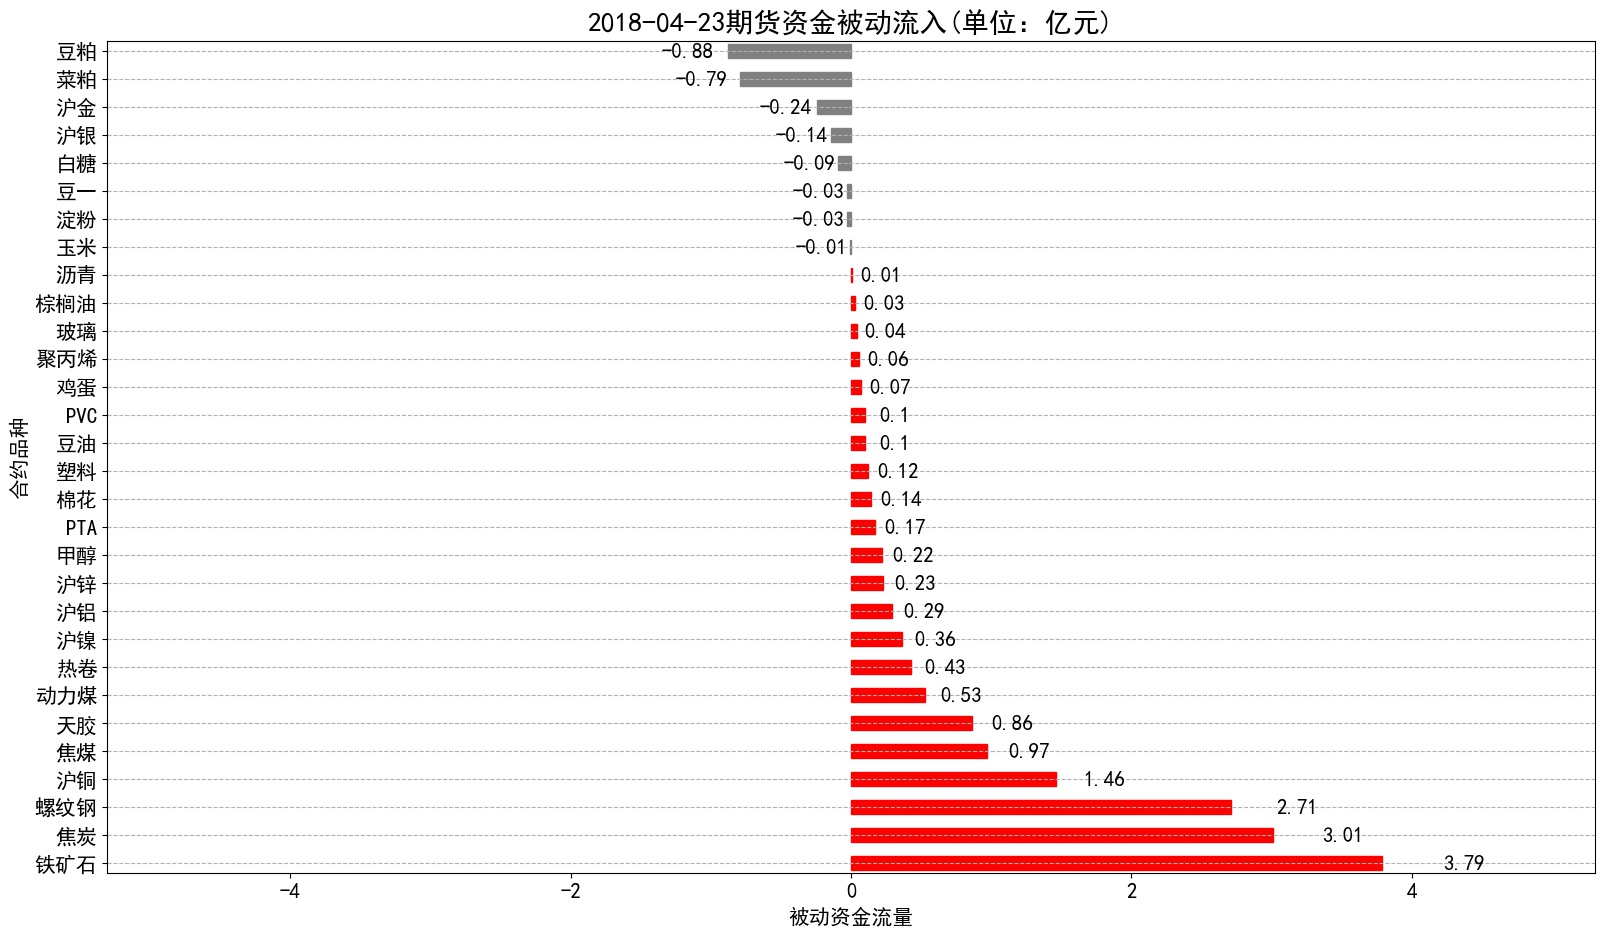 2018-04-23期货资金被动流入(单位：亿元)
豆粕 -0.88
菜粕 -0.79
沪金 -0.24
沪银 -0.14
白糖 -0.09
豆一 -0.03
淀粉 -0.03
玉米 -0.01
沥青 0.01
棕榈油 0.03
玻璃 0.04
聚丙烯 0.06
鸡蛋 0.07
PVC 0.1
豆油 0.1
塑料 0.12
棉花 0.14
PTA 0.17
甲醇 0.22
沪锌 0.23
沪铝 0.29
沪镍 0.36
热卷 0.43
动力煤 0.53
天胶 0.86
焦煤 0.97
沪铜 1.46
螺纹钢 2.71
焦炭 3.01
铁矿石 3.79
合约品种
-4 -2 0 2 4
被动资金流量